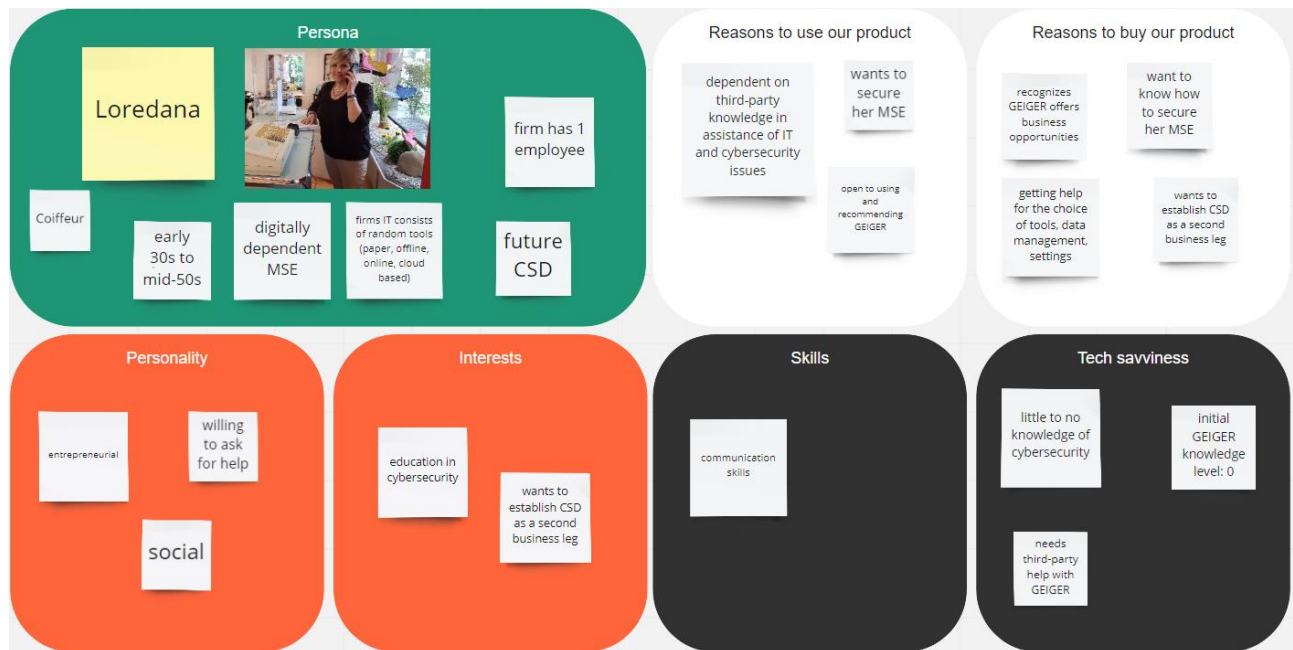 Persona
Loredana
firm has 1
employee
Coiffeur
early
30s to
mid-50s
digitally
dependent
MSE
firms IT consists
of random tools
(paper, offline,
online, cloud
based)
future
CSD
Reasons to use our product
dependent on
third-party
knowledge in
assistance of IT
and cybersecurity
issues
wants to
secure
her MSE
open to using
and
recommending
GEIGER
Reasons to buy our product
recognizes
GEIGER offers
business
opportunities
want to
know how
to secure
her MSE
getting help
for the choice
of tools, data
management,
settings
wants to
establish CSD
as a second
business leg
Personality
entrepreneurial
willing
to ask
for help
social
Interests
education in
cybersecurity
wants to
establish CSD
as a second
business leg
Skills
communication
skills
Tech savviness
little to no
knowledge of
cybersecurity
initial
GEIGER
knowledge
level: 0
needs
third-party
help with
GEIGER